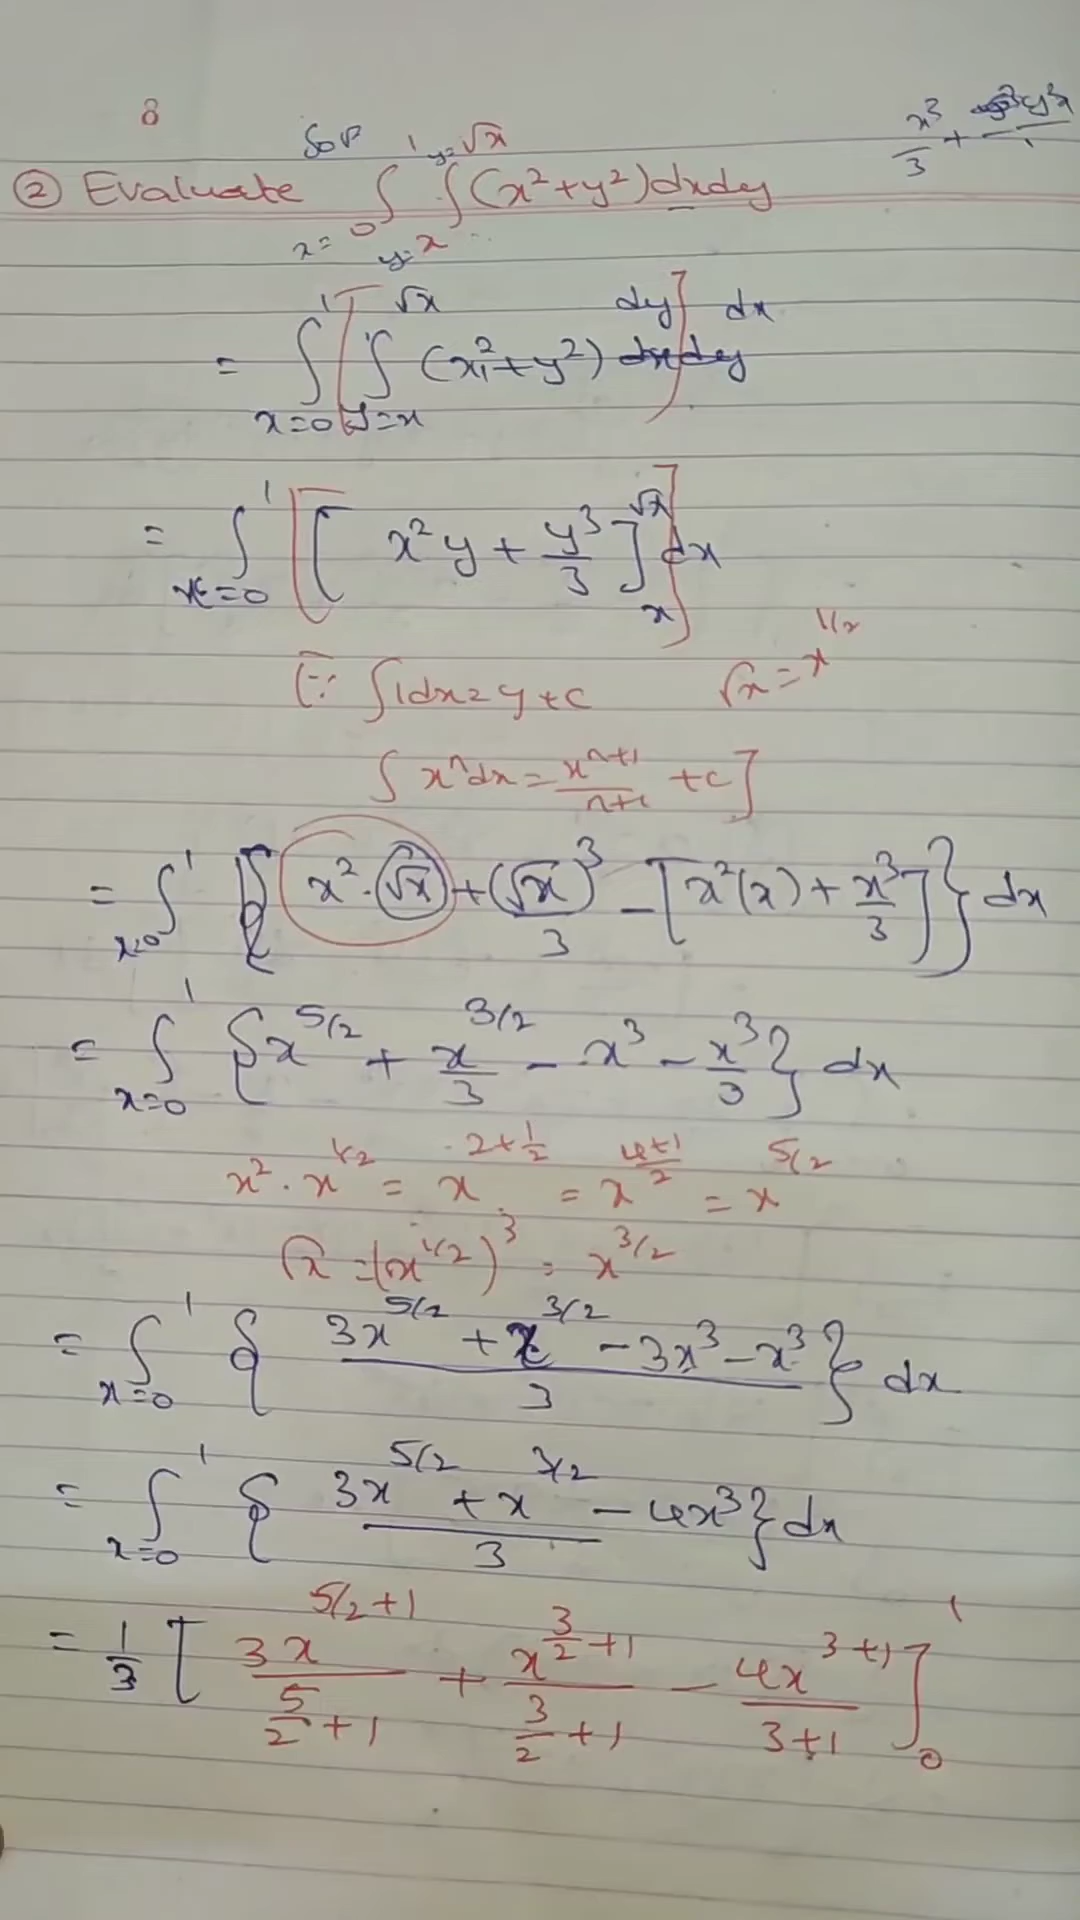 8
② Evaluate ∫_{x=0}^{1} ∫_{y=x}^{y=√x} (x²+y²) dxdy
x³/3 +
= ∫_{x=0}^{1} [ ∫_{y=x}^{√x} (x²+y²) dy ] dx
= ∫_{x=0}^{1} [ [ x²y + y³/3 ]_{x}^{√x} ] dx
[∵ ∫1dx = y+c √x = x^{1/2}
∫xⁿdx = x^{n+1}/(n+1) + c]
= ∫_{x=0}^{1} { x²·(√x) + (√x)³/3 - [x²(x) + x³/3] } dx
= ∫_{x=0}^{1} { x^{5/2} + x^{3/2}/3 - x³ - x³/3 } dx
x² · x^{1/2} = x^{2+1/2} = x^{(4+1)/2} = x^{5/2}
√x = (x^{1/2})³ = x^{3/2}
= ∫_{x=0}^{1} { (3x^{5/2} + x^{3/2} - 3x³ - x³)/3 } dx
= ∫_{x=0}^{1} { (3x^{5/2} + x^{3/2})/3 - 4x³ } dx
= 1/3 [ 3x^{5/2+1}/(5/2+1) + x^{3/2+1}/(3/2+1) - 4x^{3+1}/(3+1) ]_{0}^{1}